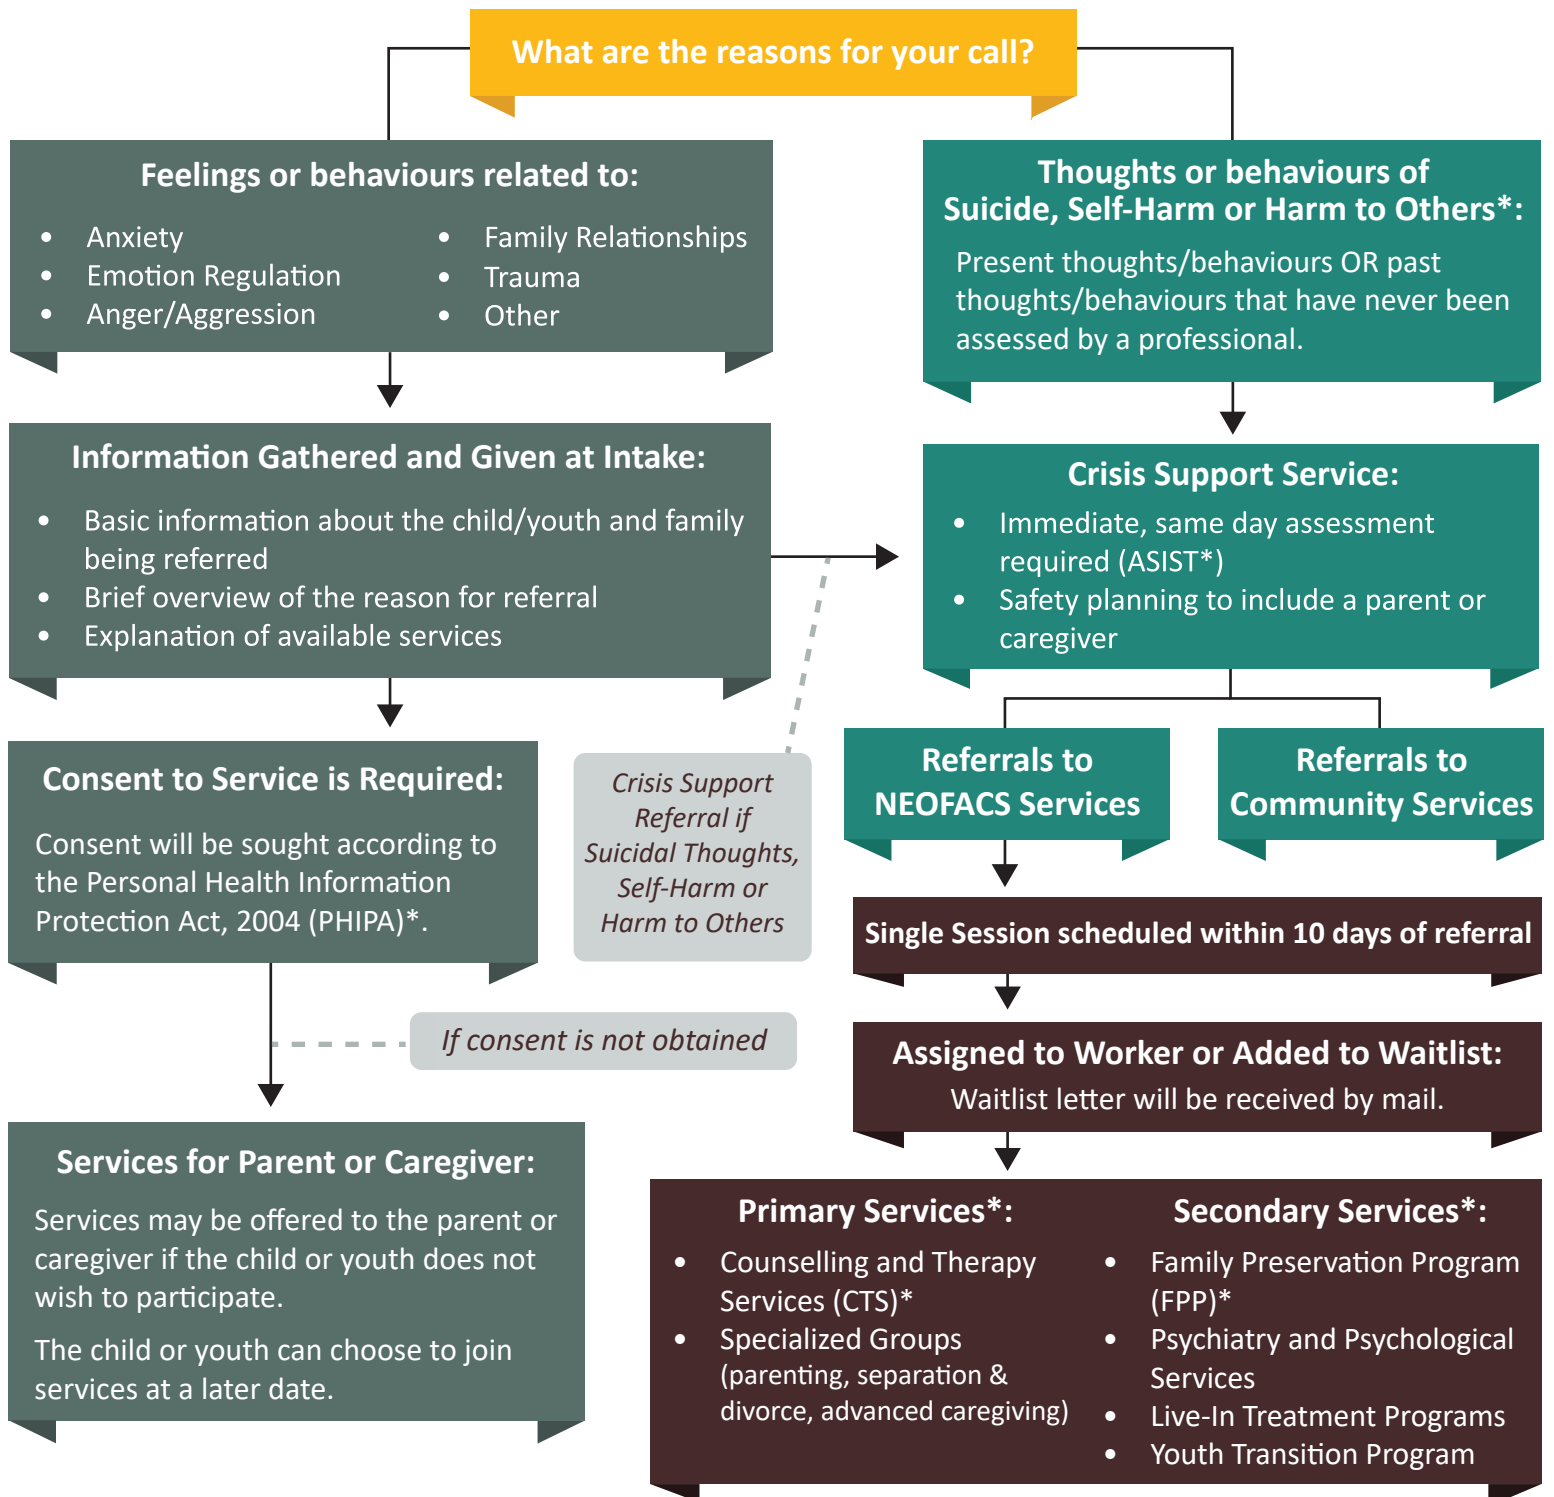 What are the reasons for your call?
Feelings or behaviours related to:
• Anxiety
• Emotion Regulation
• Anger/Aggression
• Family Relationships
• Trauma
• Other
Thoughts or behaviours of
Suicide, Self-Harm or Harm to Others*:
Present thoughts/behaviours OR past
thoughts/behaviours that have never been
assessed by a professional.
Information Gathered and Given at Intake:
• Basic information about the child/youth and family
being referred
• Brief overview of the reason for referral
• Explanation of available services
Crisis Support Service:
• Immediate, same day assessment
required (ASIST*)
• Safety planning to include a parent or
caregiver
Consent to Service is Required:
Consent will be sought according to
the Personal Health Information
Protection Act, 2004 (PHIPA)*.
Crisis Support
Referral if
Suicidal Thoughts,
Self-Harm or
Harm to Others
Referrals to
NEOFACS Services
Referrals to
Community Services
Single Session scheduled within 10 days of referral
If consent is not obtained
Assigned to Worker or Added to Waitlist:
Waitlist letter will be received by mail.
Services for Parent or Caregiver:
Services may be offered to the parent or
caregiver if the child or youth does not
wish to participate.
The child or youth can choose to join
services at a later date.
Primary Services*:
• Counselling and Therapy
Services (CTS)*
• Specialized Groups
(parenting, separation &
divorce, advanced caregiving)
Secondary Services*:
• Family Preservation Program
(FPP)*
• Psychiatry and Psychological
Services
• Live-In Treatment Programs
• Youth Transition Program